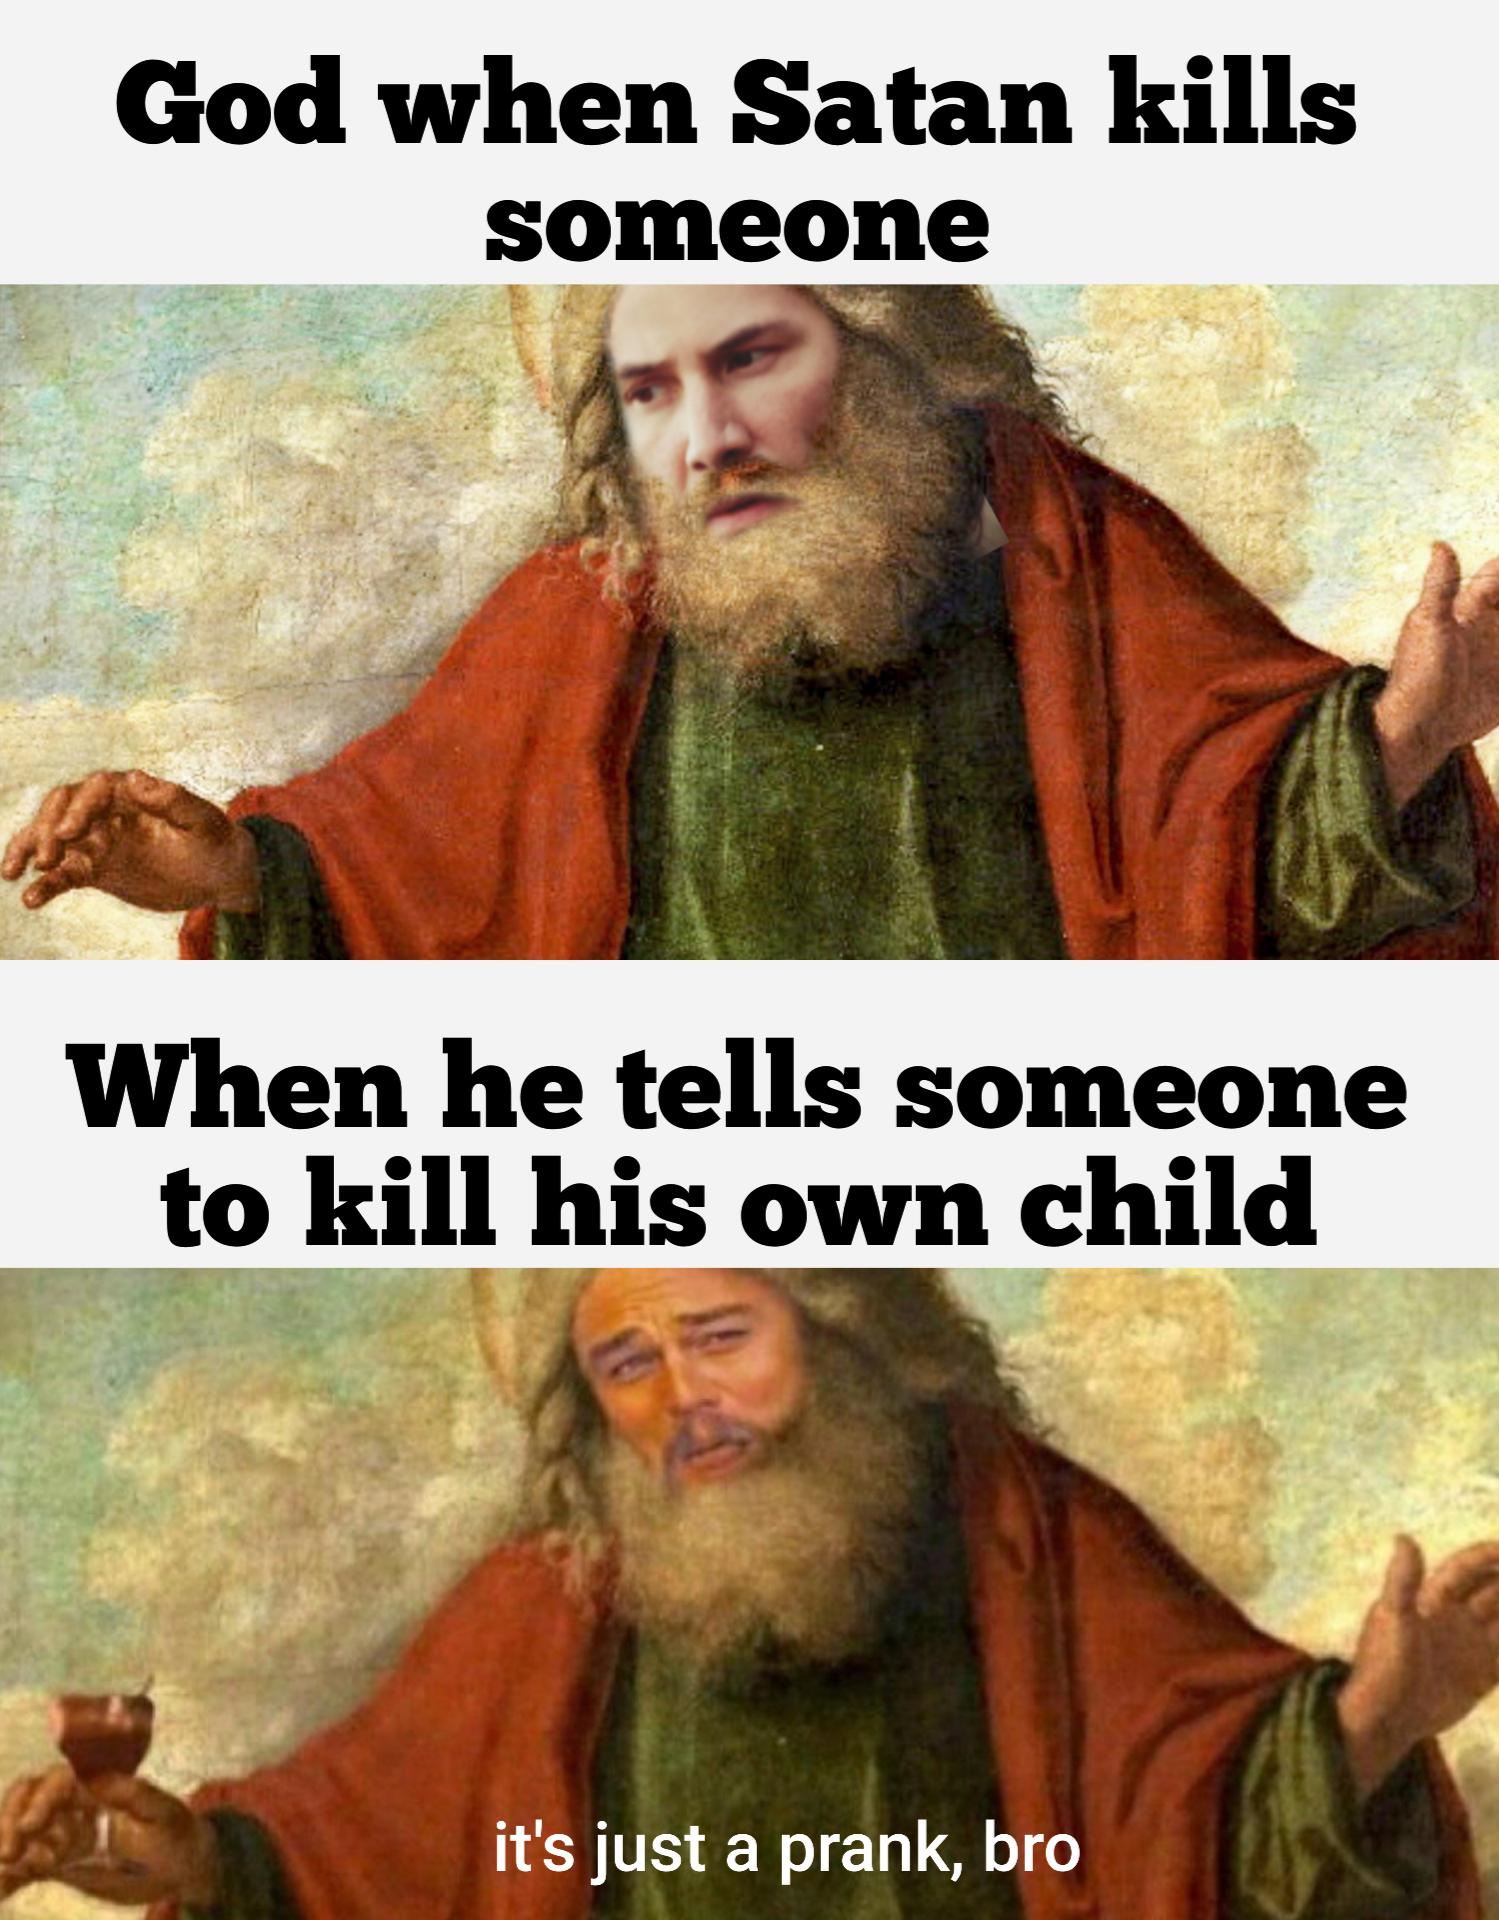 God when Satan kills
someone
When he tells someone
to kill his own child
it's just a prank, bro